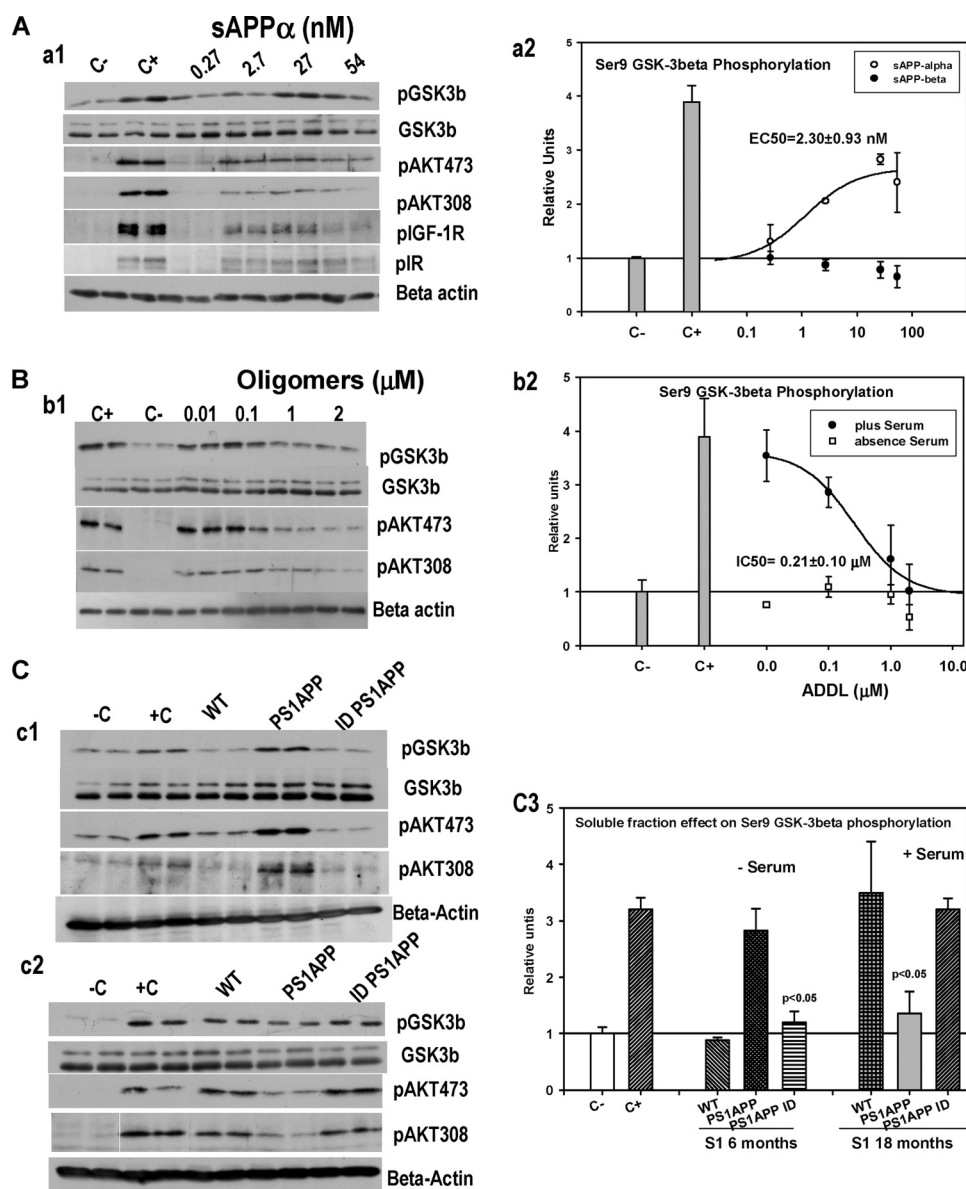 A
sAPPα (nM)
a1
C-
C+
0.27
2.7
27
54
pGSK3b
GSK3b
pAKT473
pAKT308
pIGF-1R
pIR
Beta actin
a2
Ser9 GSK-3beta Phosphorylation
sAPP-alpha
sAPP-beta
EC50=2.30±0.93 nM
Relative Units
5
4
3
2
1
0
C-
C+
0.1
1
10
100
B
Oligomers (μM)
b1
C+
C-
0.01
0.1
1
2
pGSK3b
GSK3b
pAKT473
pAKT308
Beta actin
b2
Ser9 GSK-3beta Phosphorylation
plus Serum
absence Serum
IC50= 0.21±0.10 μM
Relative units
5
4
3
2
1
0
C-
C+
0.0
0.1
1.0
10.0
ADDL (μM)
C
c1
-C
+C
WT
PS1APP
ID PS1APP
pGSK3b
GSK3b
pAKT473
pAKT308
Beta-Actin
c2
-C
+C
WT
PS1APP
ID PS1APP
pGSK3b
GSK3b
pAKT473
pAKT308
Beta-Actin
C3
Soluble fraction effect on Ser9 GSK-3beta phosphorylation
- Serum
+ Serum
p<0.05
p<0.05
Relative untis
5
4
3
2
1
0
C-
C+
WT
PS1APP
PS1APP ID
WT
PS1APP
PS1APP ID
S1 6 months
S1 18 months